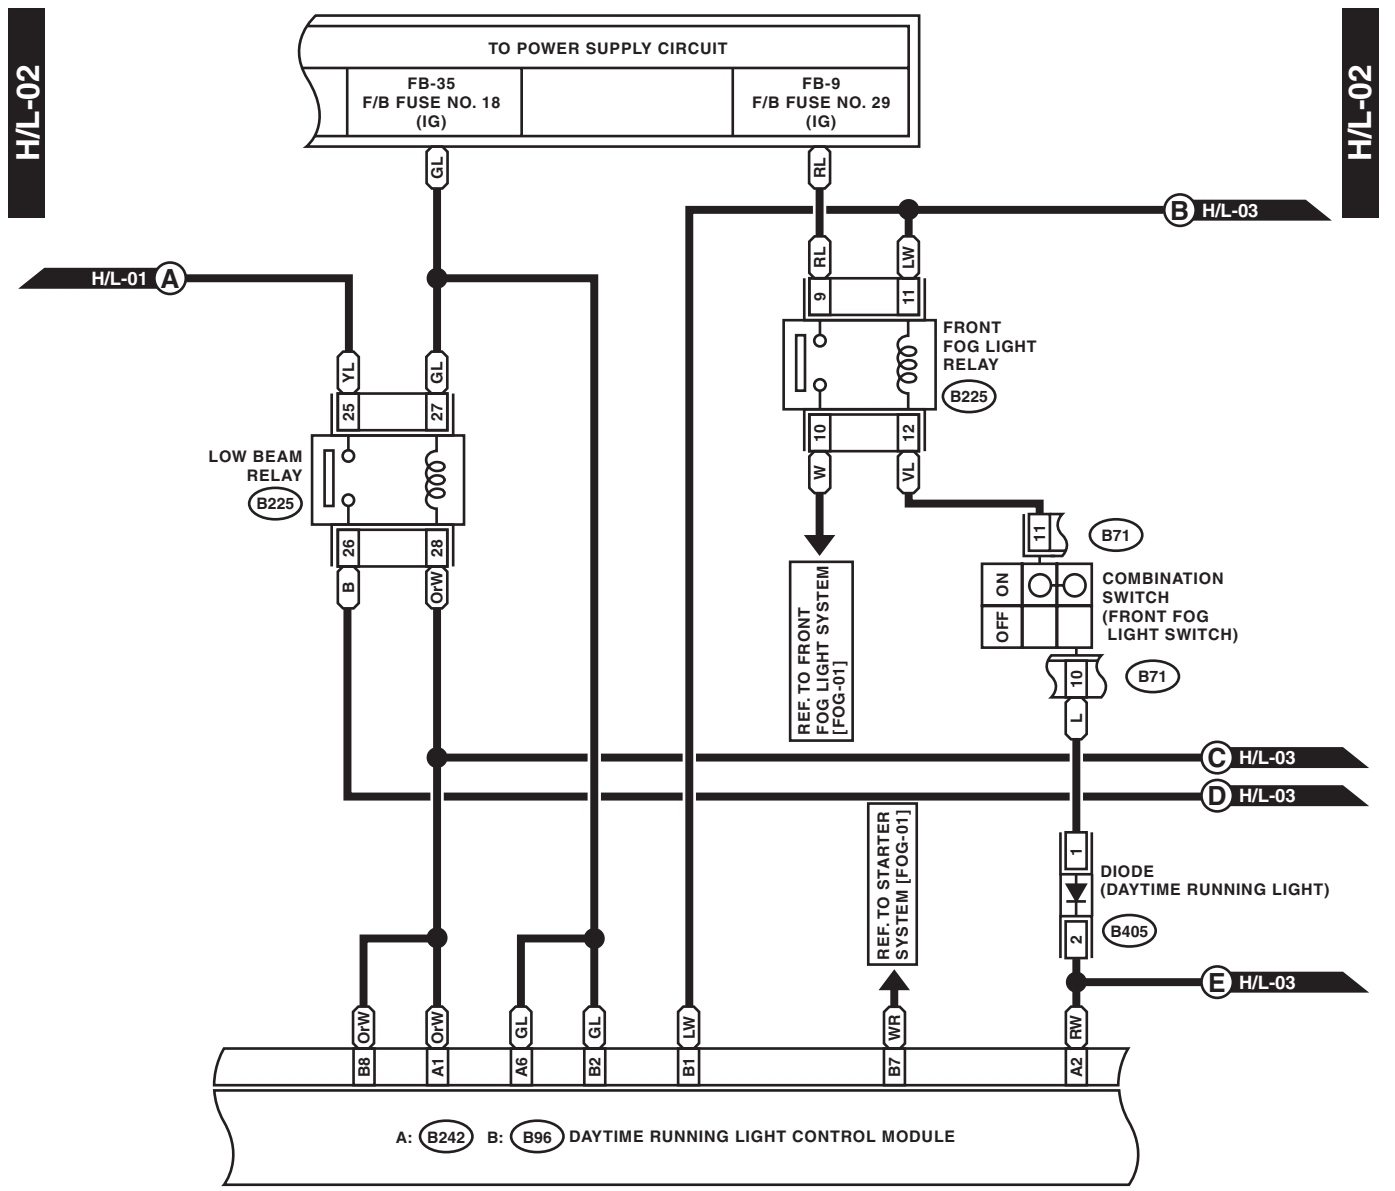 H/L-02
H/L-02
TO POWER SUPPLY CIRCUIT
FB-35
F/B FUSE NO. 18
(IG)
FB-9
F/B FUSE NO. 29
(IG)
GL
RL
B H/L-03
H/L-01 A
RL
LW
9
11
FRONT
FOG LIGHT
RELAY
B225
10
12
W
VL
YL
GL
25
27
LOW BEAM
RELAY
B225
26
28
B
OrW
11
B71
ON
OFF
COMBINATION
SWITCH
(FRONT FOG
LIGHT SWITCH)
10
B71
L
REF. TO FRONT
FOG LIGHT SYSTEM
[FOG-01]
C H/L-03
D H/L-03
REF. TO STARTER
SYSTEM [FOG-01]
1
DIODE
(DAYTIME RUNNING LIGHT)
2
B405
E H/L-03
OrW
OrW
GL
GL
LW
WR
RW
B8
A1
A6
B2
B1
B7
A2
A: B242 B: B96 DAYTIME RUNNING LIGHT CONTROL MODULE